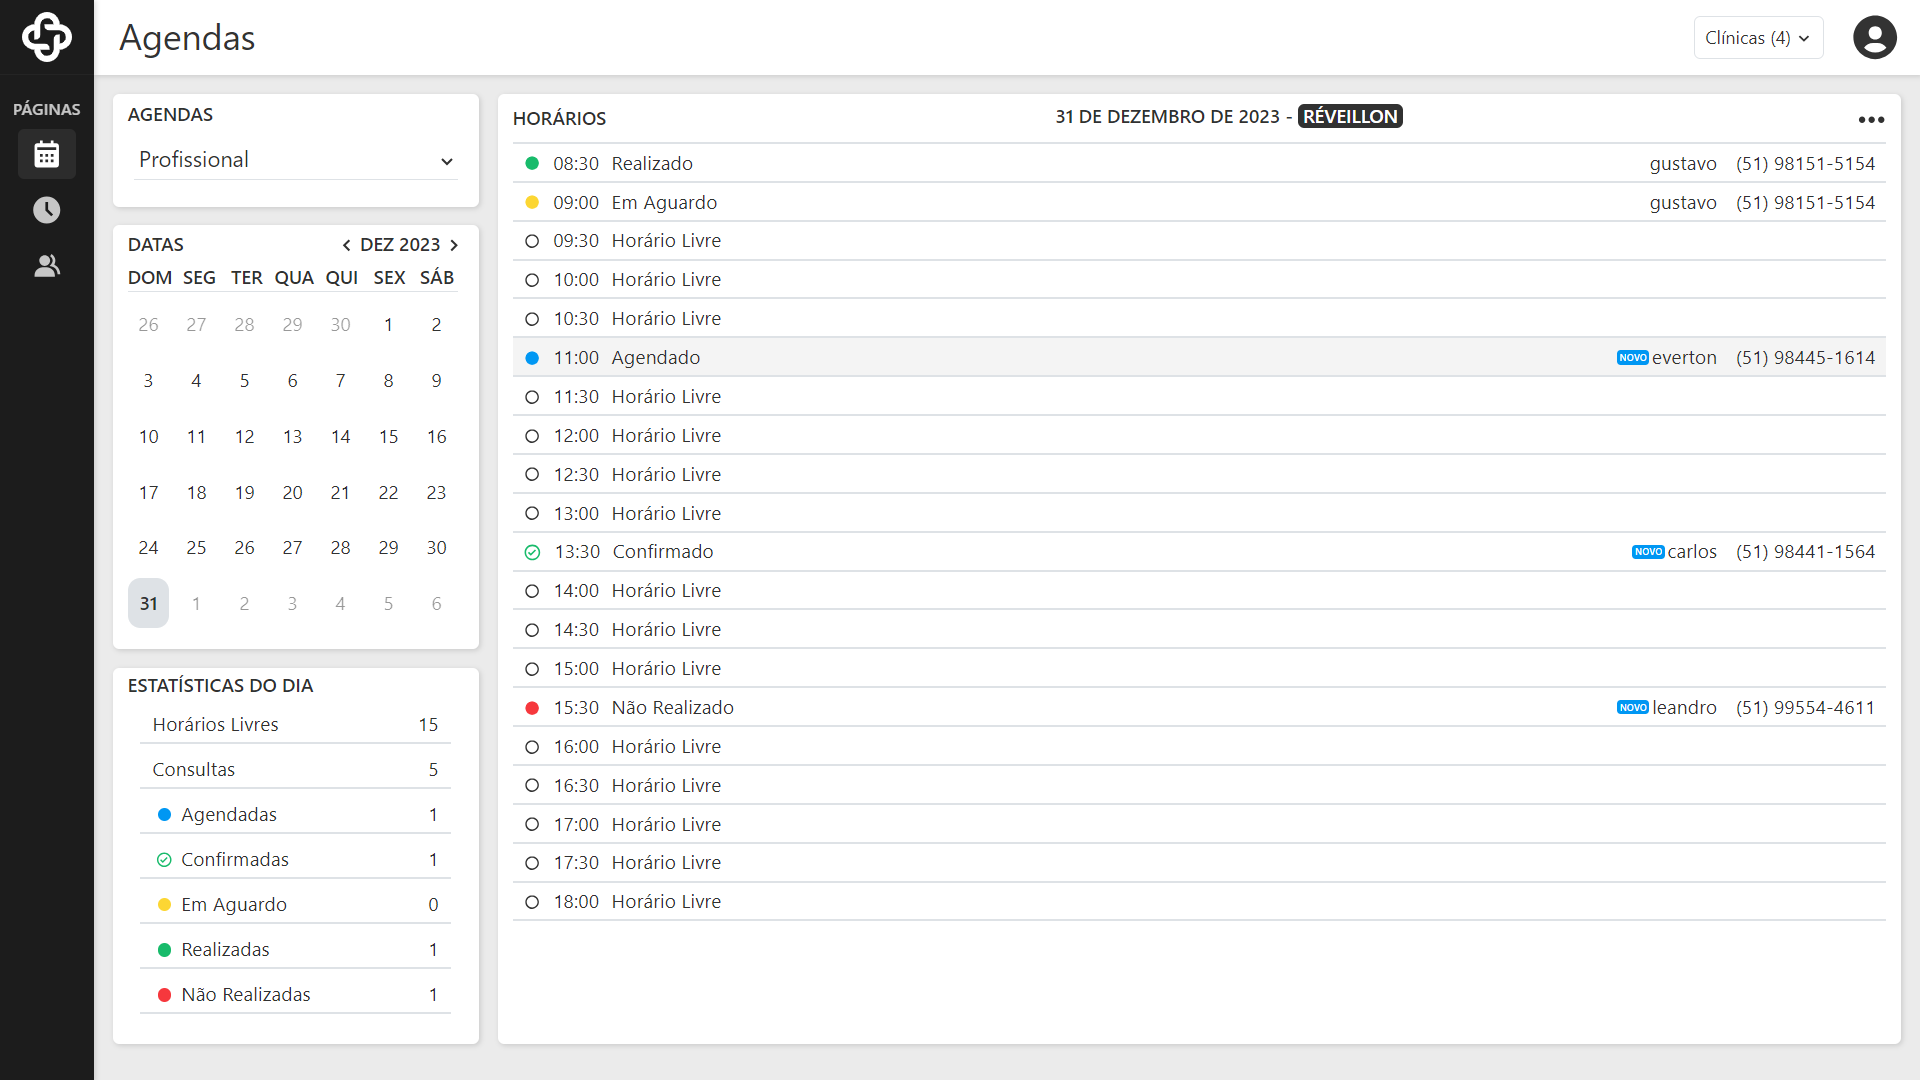 Agendas
Clínicas (4)
PÁGINAS
AGENDAS
Profissional
DATAS
DEZ 2023
DOM SEG TER QUA QUI SEX SÁB
26 27 28 29 30 1 2
3 4 5 6 7 8 9
10 11 12 13 14 15 16
17 18 19 20 21 22 23
24 25 26 27 28 29 30
31 1 2 3 4 5 6
ESTATÍSTICAS DO DIA
Horários Livres 15
Consultas 5
Agendadas 1
Confirmadas 1
Em Aguardo 0
Realizadas 1
Não Realizadas 1
HORÁRIOS
31 DE DEZEMBRO DE 2023 - RÉVEILLON
08:30 Realizado gustavo (51) 98151-5154
09:00 Em Aguardo gustavo (51) 98151-5154
09:30 Horário Livre
10:00 Horário Livre
10:30 Horário Livre
11:00 Agendado NOVO everton (51) 98445-1614
11:30 Horário Livre
12:00 Horário Livre
12:30 Horário Livre
13:00 Horário Livre
13:30 Confirmado NOVO carlos (51) 98441-1564
14:00 Horário Livre
14:30 Horário Livre
15:00 Horário Livre
15:30 Não Realizado NOVO leandro (51) 99554-4611
16:00 Horário Livre
16:30 Horário Livre
17:00 Horário Livre
17:30 Horário Livre
18:00 Horário Livre